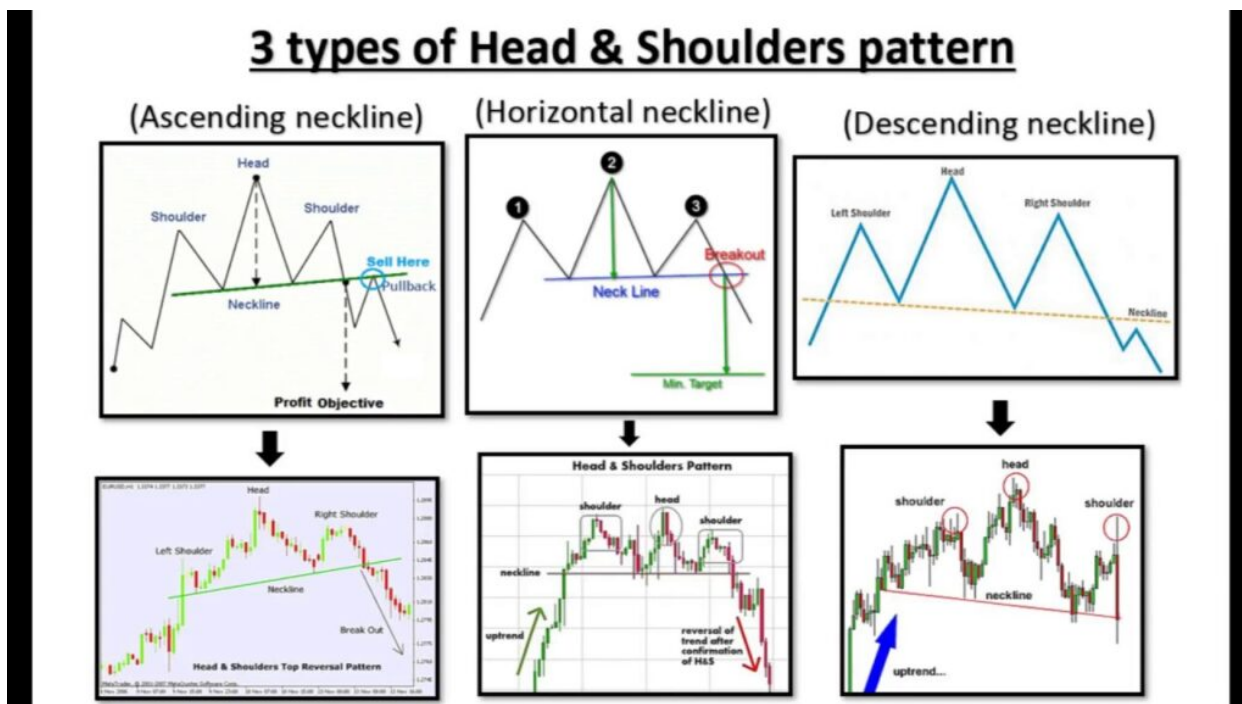 3 types of Head & Shoulders pattern
(Ascending neckline)
(Horizontal neckline)
(Descending neckline)
Head
Shoulder
Shoulder
Sell Here
Pullback
Neckline
Profit Objective
1
2
3
Breakout
Neck Line
Min. Target
Head
Left Shoulder
Right Shoulder
Neckline
Head
Right Shoulder
Left Shoulder
Neckline
Break Out
Head & Shoulders Top Reversal Pattern
Head & Shoulders Pattern
shoulder
head
shoulder
neckline
uptrend
reversal of
trend after
confirmation
of H&S
head
shoulder
shoulder
neckline
uptrend...